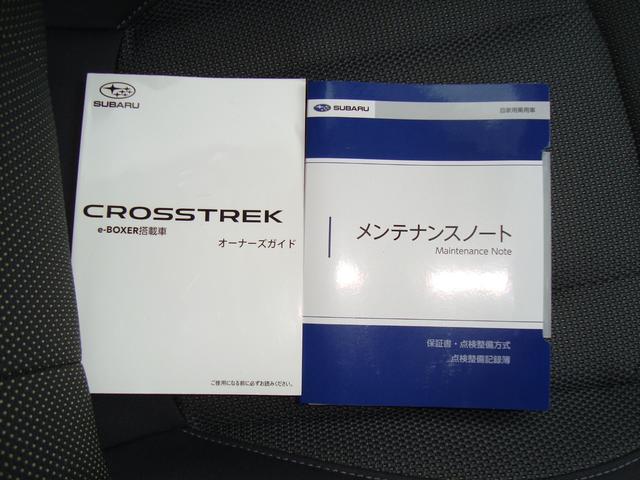 SUBARU
CROSSTREK
e-BOXER搭載車
オーナーズガイド
ご使用になる前に必ずお読みください。
SUBARU
自家用乗用車
メンテナンスノート
Maintenance Note
保証書・点検整備方式
点検整備記録簿